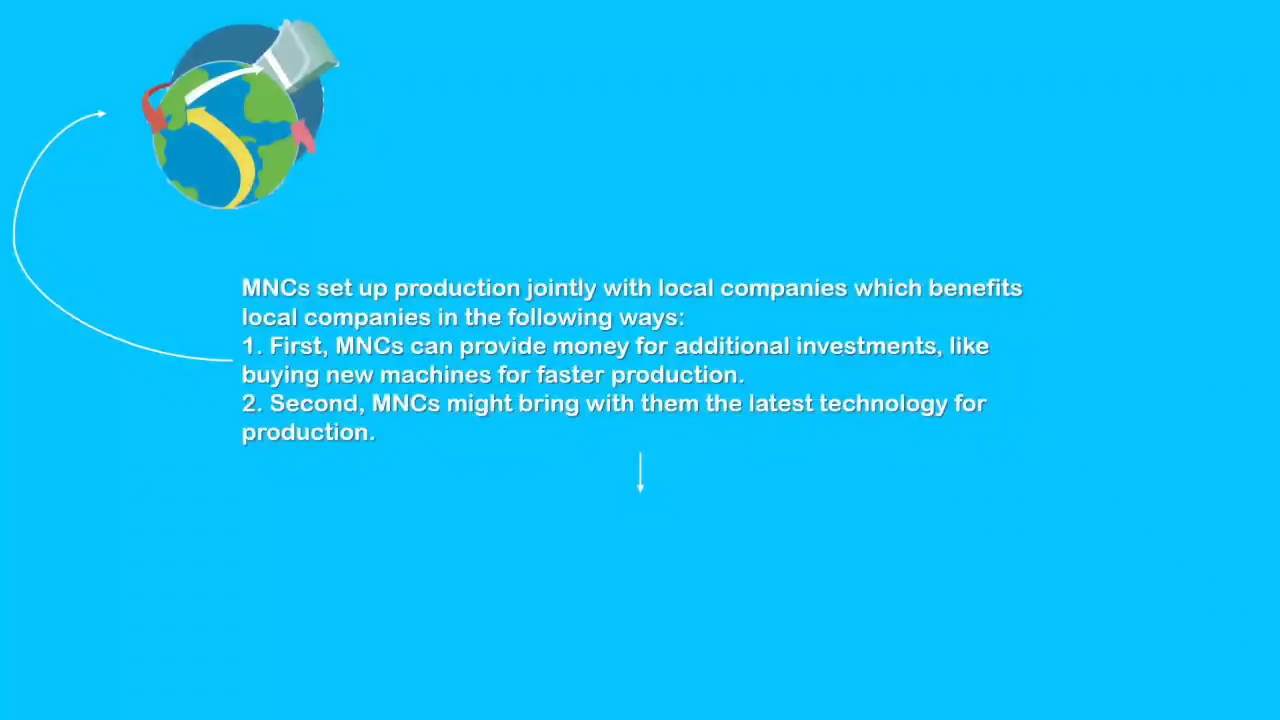 MNCs set up production jointly with local companies which benefits
local companies in the following ways:
1. First, MNCs can provide money for additional investments, like
buying new machines for faster production.
2. Second, MNCs might bring with them the latest technology for
production.